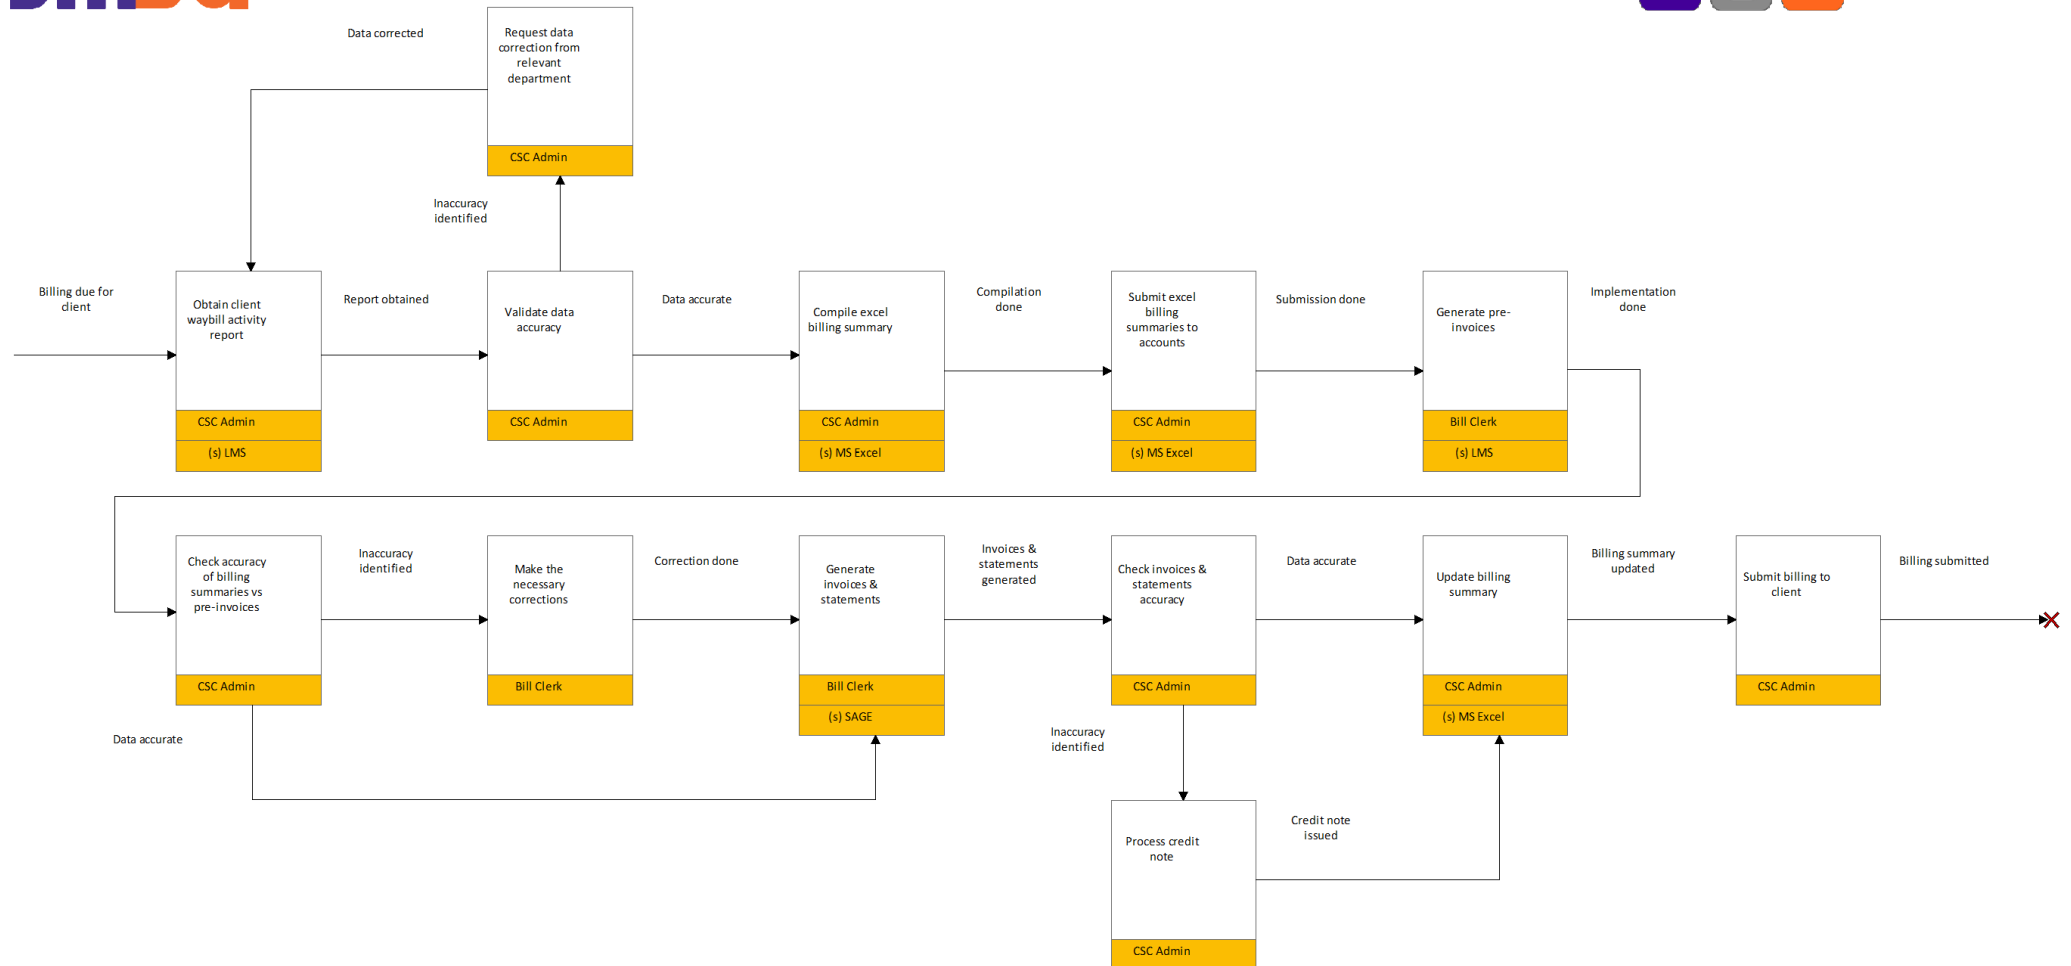 Data corrected
Request data
correction from
relevant
department
CSC Admin
Inaccuracy
identified
Billing due for
client
Obtain client
waybill activity
report
CSC Admin
(s) LMS
Report obtained
Validate data
accuracy
CSC Admin
Data accurate
Compile excel
billing summary
CSC Admin
(s) MS Excel
Compilation
done
Submit excel
billing
summaries to
accounts
CSC Admin
(s) MS Excel
Submission done
Generate pre-
invoices
Bill Clerk
(s) LMS
Implementation
done
Check accuracy
of billing
summaries vs
pre-invoices
CSC Admin
Inaccuracy
identified
Make the
necessary
corrections
Bill Clerk
Correction done
Generate
invoices &
statements
Bill Clerk
(s) SAGE
Invoices &
statements
generated
Check invoices &
statements
accuracy
CSC Admin
Data accurate
Update billing
summary
CSC Admin
(s) MS Excel
Billing summary
updated
Submit billing to
client
CSC Admin
Billing submitted
Data accurate
Inaccuracy
identified
Process credit
note
CSC Admin
Credit note
issued